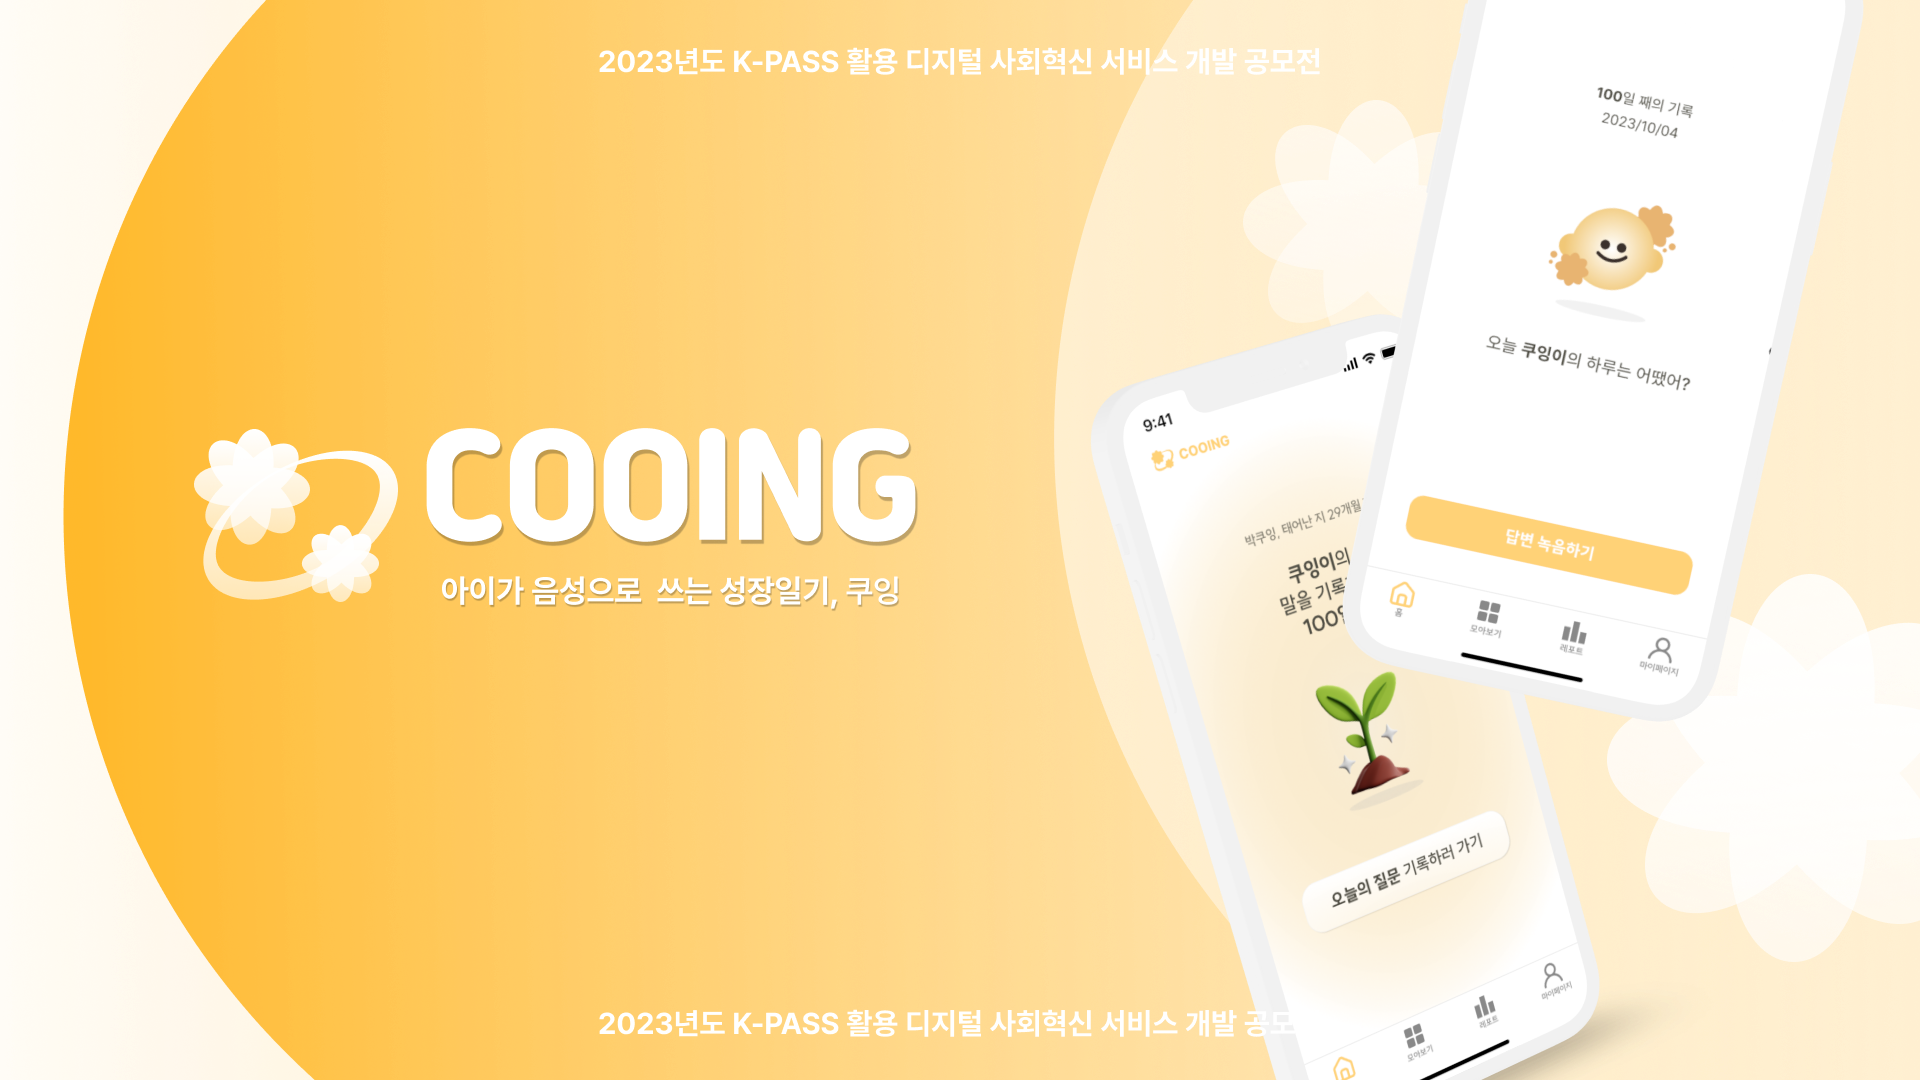 2023년도 K-PASS 활용 디지털 사회혁신 서비스 개발 공모전
COOING
아이가 음성으로 쓰는 성장일기, 쿠잉
100일 째의 기록
2023/10/04
오늘 쿠잉이의 하루는 어땠어?
답변 녹음하기
홈
모아보기
레포트
마이페이지
9:41
COOING
박쿠잉, 태어난 지 29개월
쿠잉이의
말을 기록
100일
오늘의 질문 기록하러 가기
모아보기
레포트
마이페이지
2023년도 K-PASS 활용 디지털 사회혁신 서비스 개발 공모